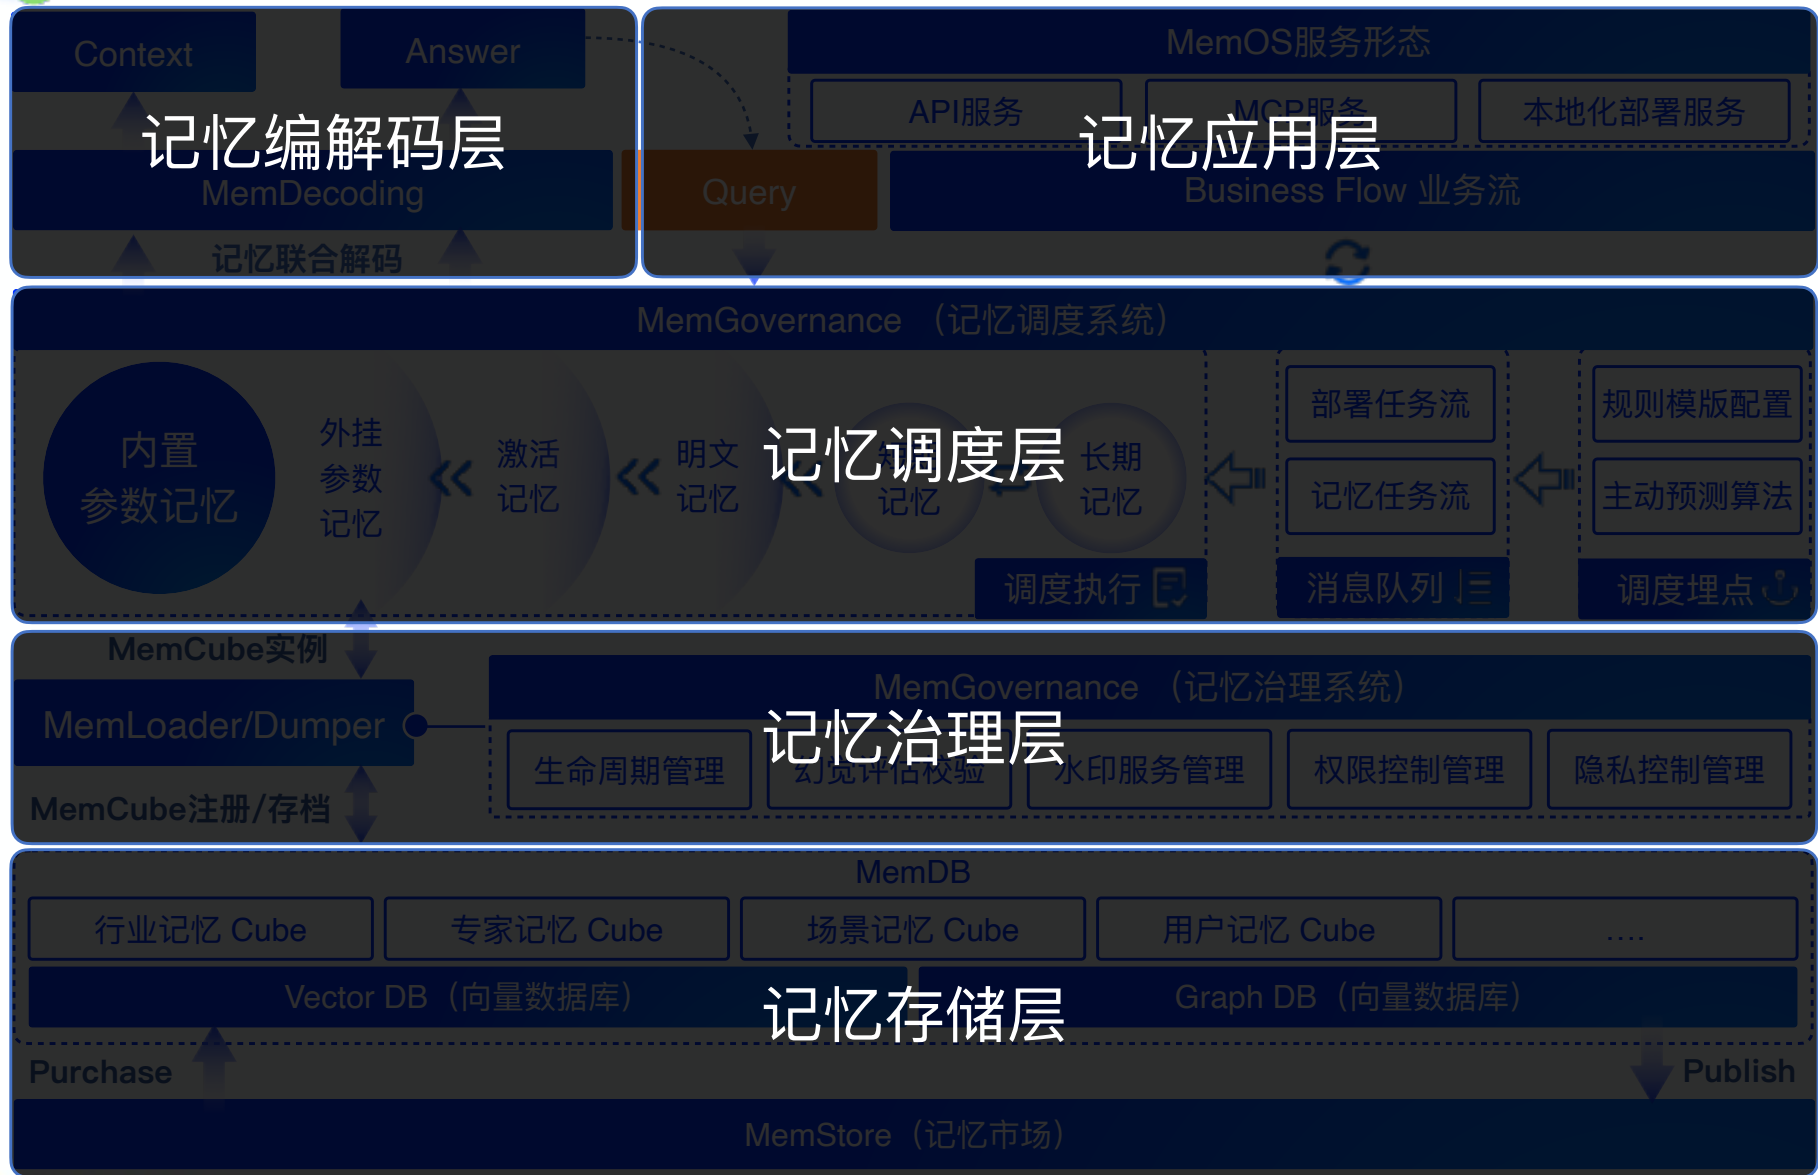 Context
Answer
记忆编解码层
MemDecoding
记忆联合解码
MemOS服务形态
API服务
MCP服务
本地化部署服务
记忆应用层
Query
Business Flow 业务流
MemGovernance （记忆调度系统）
内置
参数记忆
外挂
参数
记忆
激活
记忆
明文
记忆
记忆调度层
记忆
长期
记忆
部署任务流
记忆任务流
规则模版配置
主动预测算法
调度执行
消息队列
调度埋点
MemCube实例
MemLoader/Dumper
MemCube注册/存档
MemGovernance （记忆治理系统）
记忆治理层
生命周期管理
幻觉评估校验
水印服务管理
权限控制管理
隐私控制管理
MemDB
行业记忆 Cube
专家记忆 Cube
场景记忆 Cube
用户记忆 Cube
....
Vector DB（向量数据库）
Graph DB（向量数据库）
记忆存储层
Purchase
Publish
MemStore（记忆市场）